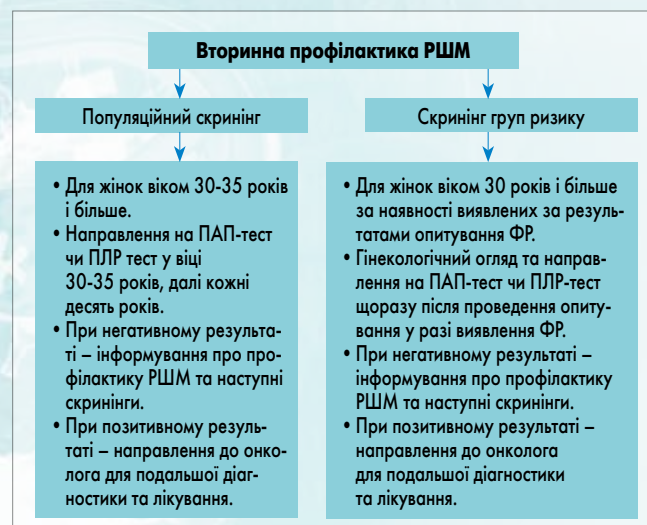 Вторинна профілактика РШМ
Популяційний скринінг
• Для жінок віком 30-35 років
і більше.
• Направлення на ПАП-тест
чи ПЛР тест у віці
30-35 років, далі кожні
десять років.
• При негативному результа-
ті – інформування про про-
філактику РШМ та наступні
скринінги.
• При позитивному резуль-
таті – направлення до онко-
лога для подальшої діаг-
ностики та лікування.
Скринінг груп ризику
• Для жінок віком 30 років і більше
за наявності виявлених за резуль-
татами опитування ФР.
• Гінекологічний огляд та направ-
лення на ПАП-тест чи ПЛР-тест
щоразу після проведення опиту-
вання у разі виявлення ФР.
• При негативному результаті –
інформування про профілактику
РШМ та наступні скринінги.
• При позитивному результаті –
направлення до онколога
для подальшої діагностики
та лікування.